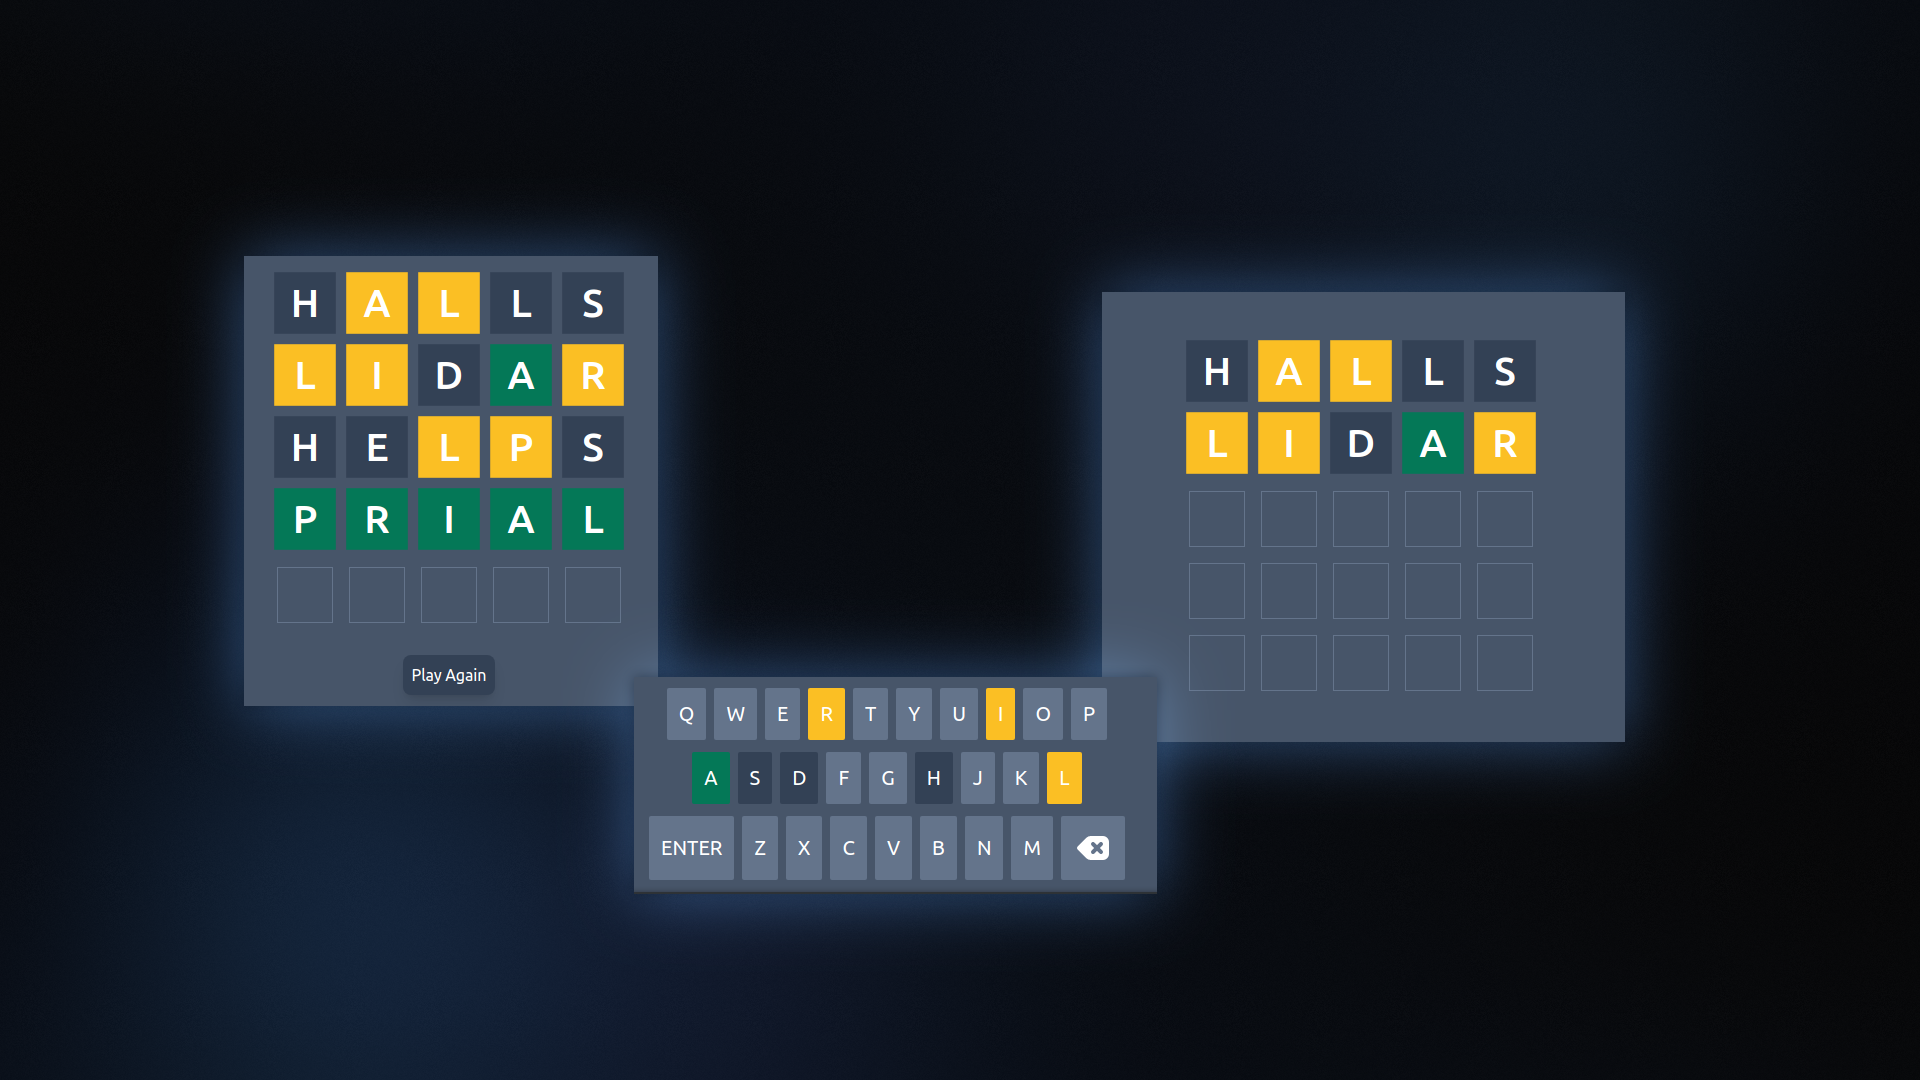 H A L L S
L I D A R
H E L P S
P R I A L
Play Again
H A L L S
L I D A R
Q W E R T Y U I O P
A S D F G H J K L
ENTER Z X C V B N M